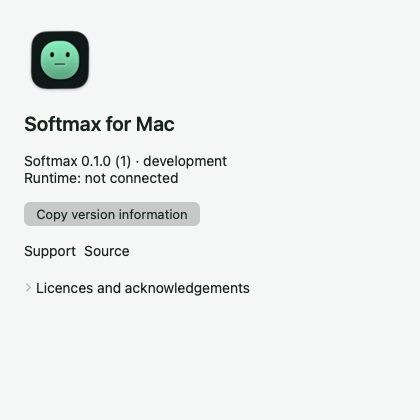 Softmax for Mac
Softmax 0.1.0 (1) · development
Runtime: not connected
Copy version information
Support Source
Licences and acknowledgements